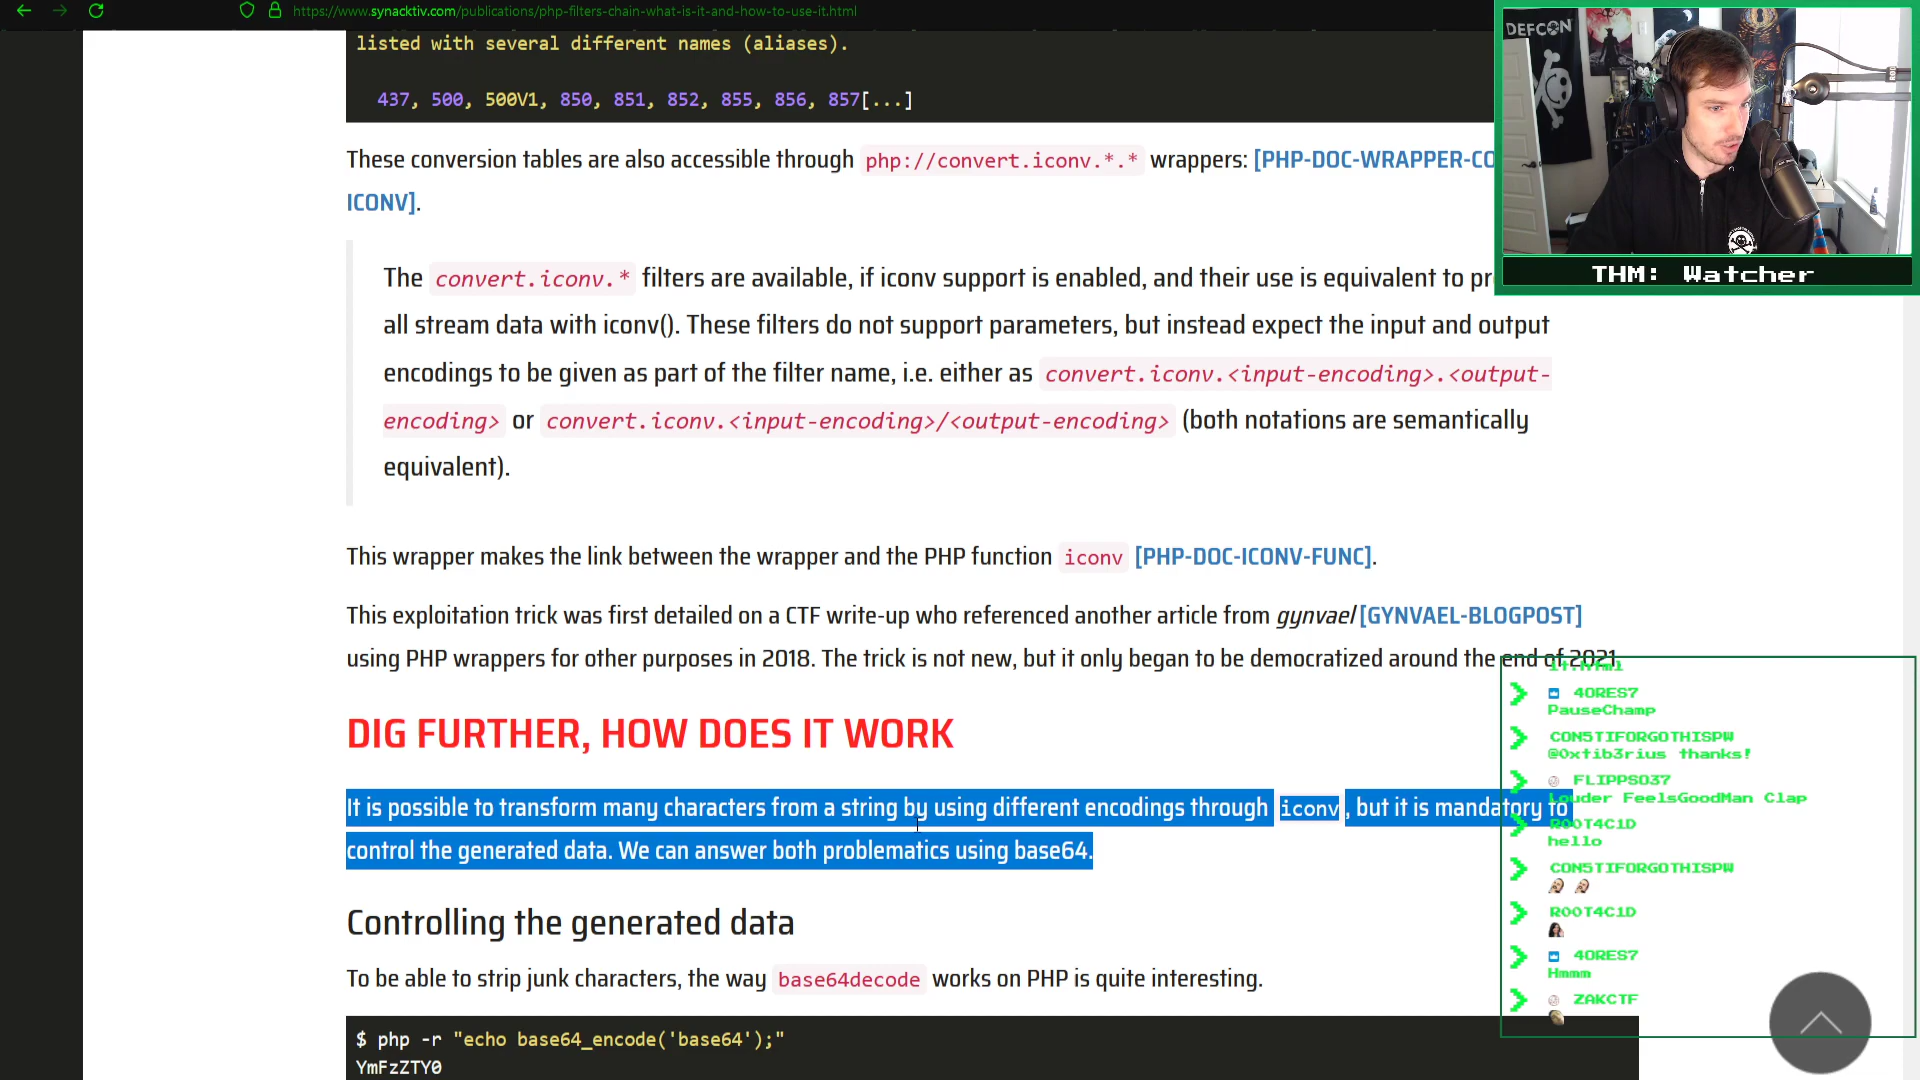 https://www.synacktiv.com/publications/php-filters-chain-what-is-it-and-how-to-use-it.html
listed with several different names (aliases).
437, 500, 500V1, 850, 851, 852, 855, 856, 857[...]
These conversion tables are also accessible through php://convert.iconv.*.* wrappers: [PHP-DOC-WRAPPER-CO
ICONV].
The convert.iconv.* filters are available, if iconv support is enabled, and their use is equivalent to pr
all stream data with iconv(). These filters do not support parameters, but instead expect the input and output
encodings to be given as part of the filter name, i.e. either as convert.iconv.<input-encoding>.<output-
encoding> or convert.iconv.<input-encoding>/<output-encoding> (both notations are semantically
equivalent).
This wrapper makes the link between the wrapper and the PHP function iconv [PHP-DOC-ICONV-FUNC].
This exploitation trick was first detailed on a CTF write-up who referenced another article from gynvael [GYNVAEL-BLOGPOST]
using PHP wrappers for other purposes in 2018. The trick is not new, but it only began to be democratized around the end of 2021.
DIG FURTHER, HOW DOES IT WORK
It is possible to transform many characters from a string by using different encodings through iconv, but it is mandatory to
control the generated data. We can answer both problematics using base64.
Controlling the generated data
To be able to strip junk characters, the way base64decode works on PHP is quite interesting.
$ php -r "echo base64_encode('base64');"
YmFzZTY0
DEFCON
THM: Watcher
it.html
4ORES7
PauseChamp
CON5TIFORGOTHISPW
@0xtib3rius thanks!
FLIPPSO37
Louder FeelsGoodMan Clap
R00T4C1D
hello
CON5TIFORGOTHISPW
R00T4C1D
4ORES7
Hmmm
ZAKCTF